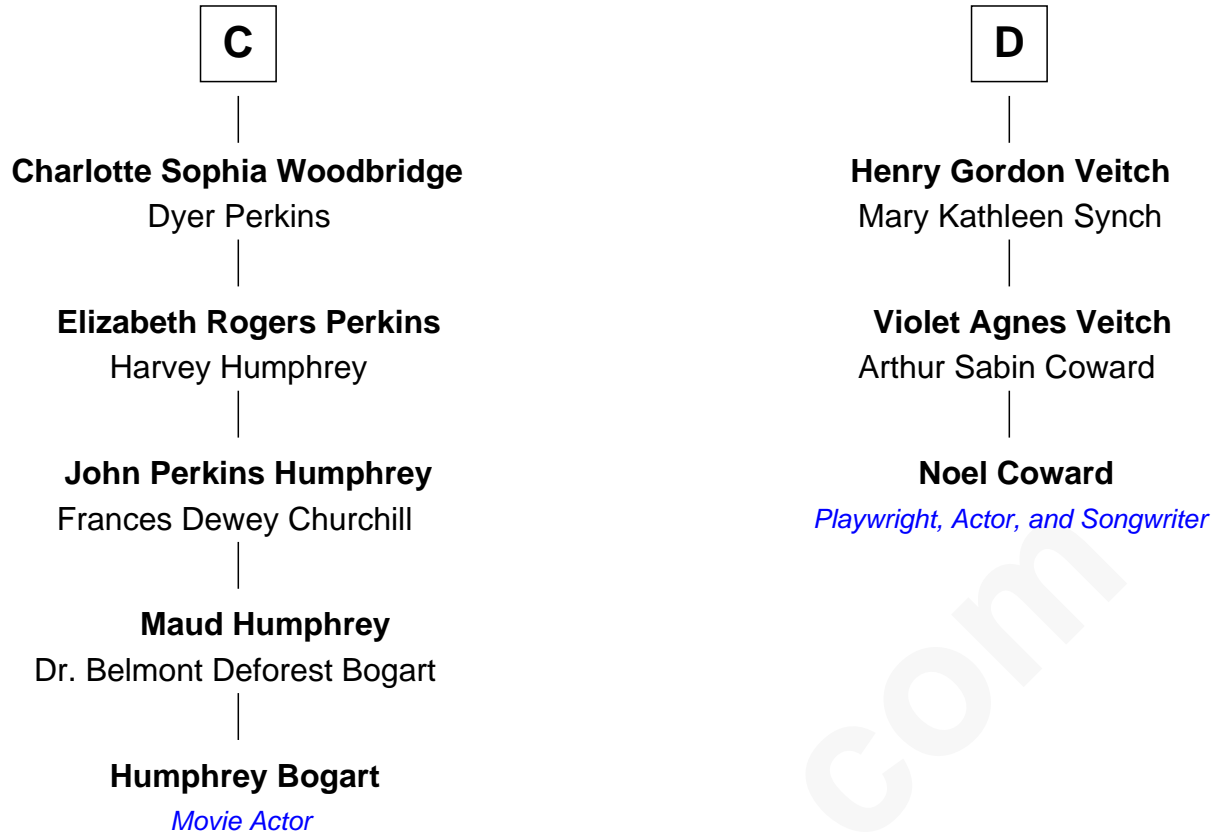 C
Charlotte Sophia Woodbridge
Dyer Perkins
Elizabeth Rogers Perkins
Harvey Humphrey
John Perkins Humphrey
Frances Dewey Churchill
Maud Humphrey
Dr. Belmont Deforest Bogart
Humphrey Bogart
Movie Actor
D
Henry Gordon Veitch
Mary Kathleen Synch
Violet Agnes Veitch
Arthur Sabin Coward
Noel Coward
Playwright, Actor, and Songwriter
com